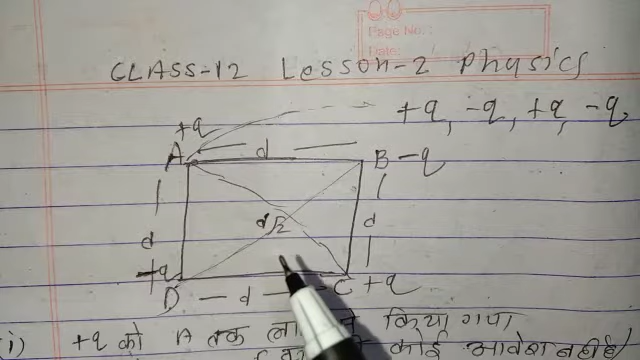 Page No.:
Date:
CLASS-12 Lesson-2 Physics
+q, -q, +q, -q
+q
A d B -q
d d√2 d
-q
D d C +q
(i) +q को A तक किया गया
कोई आवेश नहीं है।